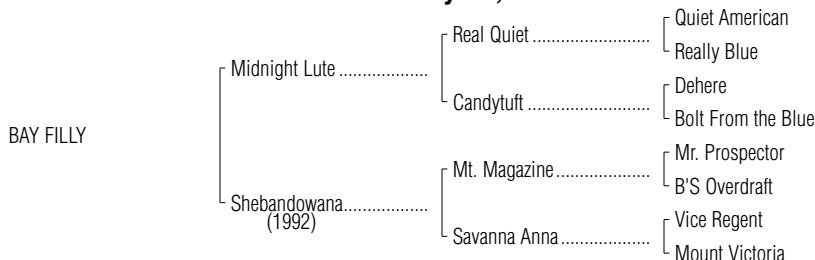 Quiet American
Real Quiet ..........................
Really Blue
Midnight Lute ...................
Dehere
Candytuft ...........................
Bolt From the Blue
BAY FILLY
Mr. Prospector
Mt. Magazine.....................
B'S Overdraft
Shebandowana..................
(1992)
Vice Regent
Savanna Anna....................
Mount Victoria